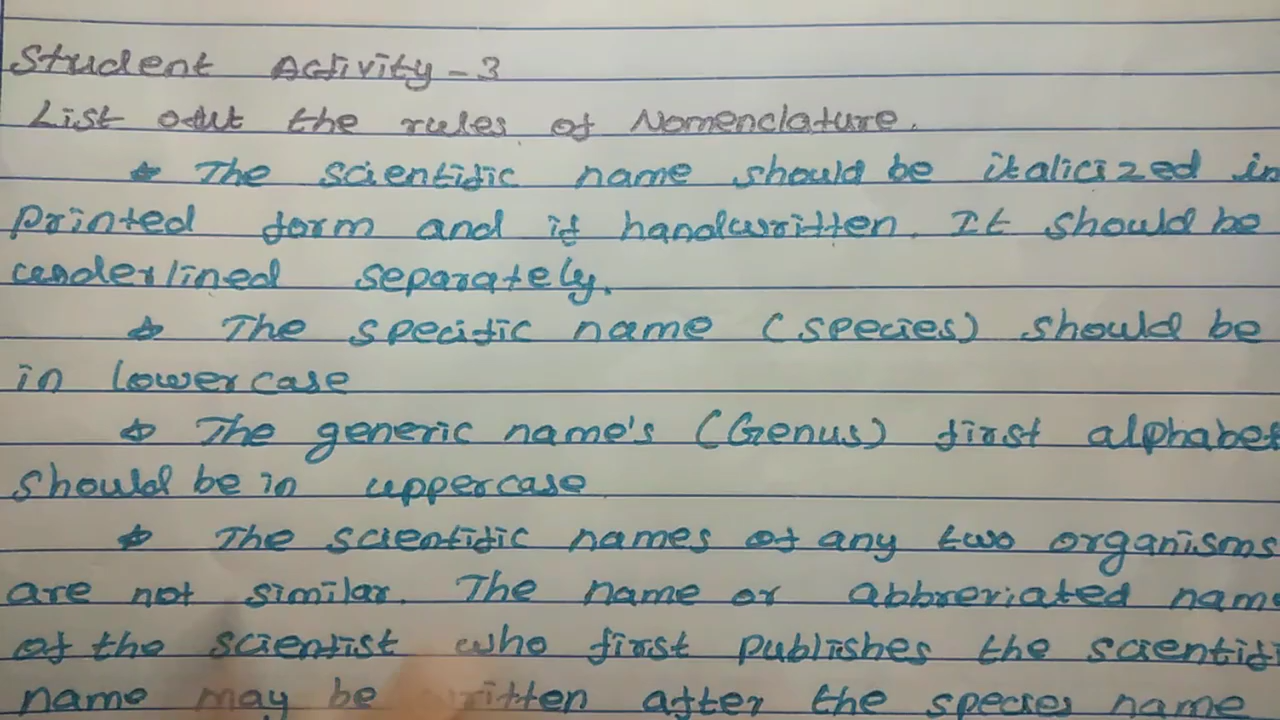 Student Activity - 3
List out the rules of Nomenclature.
* The scientific name should be italicized in
printed form and if handwritten. It should be
underlined separately.
* The specific name (species) should be
in lowercase
* The generic name's (Genus) first alphabet
should be in uppercase
* The scientific names of any two organisms
are not similar. The name or abbreviated name
of the scientist who first publishes the scientifi
name may be written after the species name